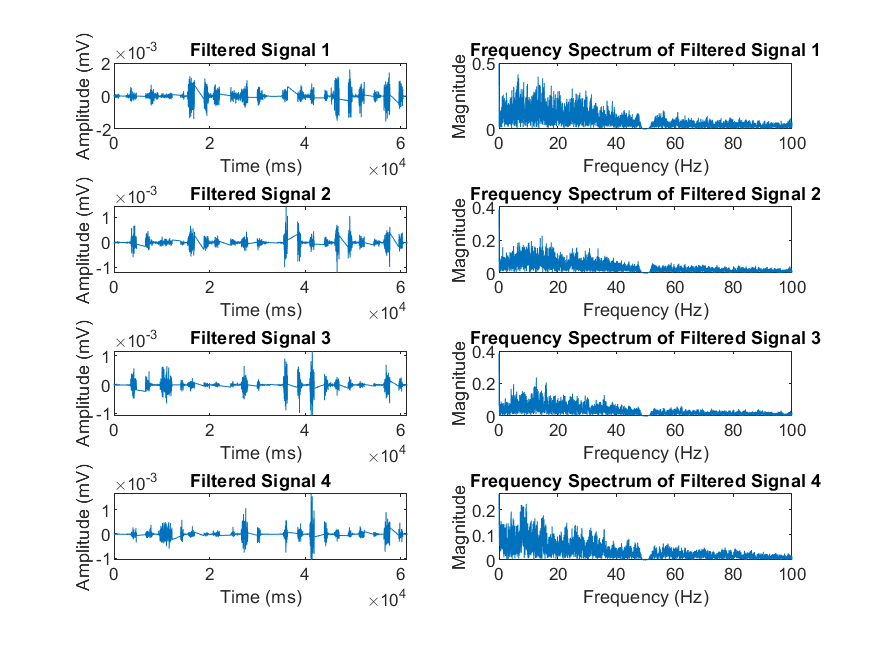 Filtered Signal 1
×10-3
Amplitude (mV)
2
0
-2
0
2
4
6
Time (ms)
×104
Frequency Spectrum of Filtered Signal 1
Magnitude
0.5
0
0
20
40
60
80
100
Frequency (Hz)
Filtered Signal 2
×10-3
Amplitude (mV)
1
0
-1
0
2
4
6
Time (ms)
×104
Frequency Spectrum of Filtered Signal 2
Magnitude
0.4
0.2
0
0
20
40
60
80
100
Frequency (Hz)
Filtered Signal 3
×10-3
Amplitude (mV)
1
0
-1
0
2
4
6
Time (ms)
×104
Frequency Spectrum of Filtered Signal 3
Magnitude
0.4
0.2
0
0
20
40
60
80
100
Frequency (Hz)
Filtered Signal 4
×10-3
Amplitude (mV)
1
0
-1
0
2
4
6
Time (ms)
×104
Frequency Spectrum of Filtered Signal 4
Magnitude
0.2
0.1
0
0
20
40
60
80
100
Frequency (Hz)